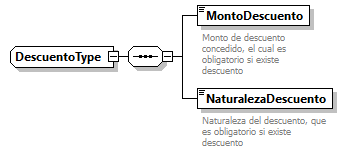 DescuentoType
MontoDescuento
Monto de descuento
concedido, el cual es
obligatorio si existe
descuento
NaturalezaDescuento
Naturaleza del descuento, que
es obligatorio si existe
descuento